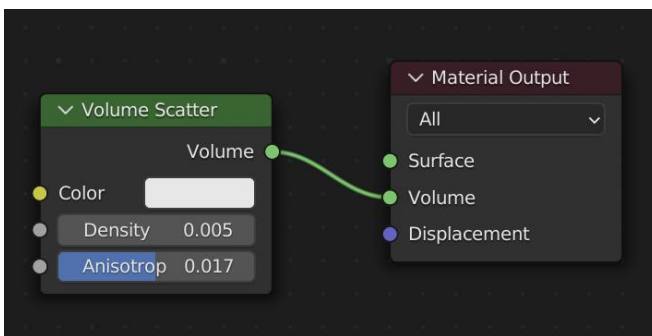 Volume Scatter
Volume
Color
Density 0.005
Anisotrop 0.017
Material Output
All
Surface
Volume
Displacement